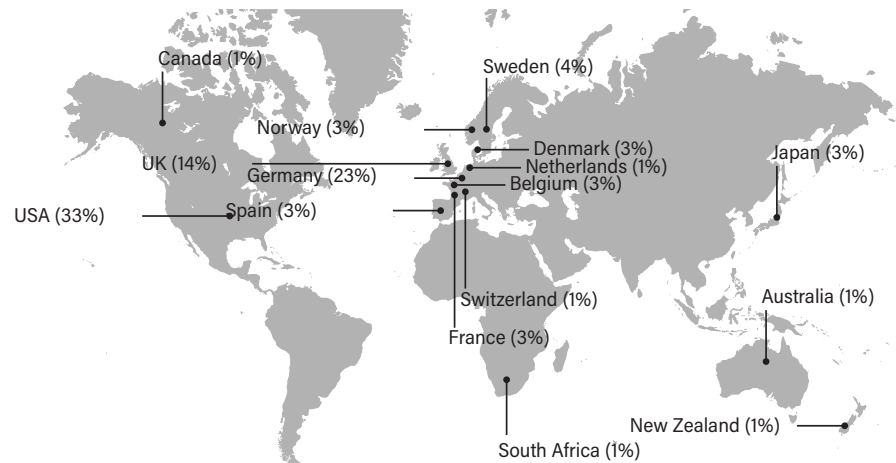 Canada (1%)
Sweden (4%)
Norway (3%)
Denmark (3%)
Japan (3%)
UK (14%)
Netherlands (1%)
Germany (23%)
Belgium (3%)
USA (33%)
Spain (3%)
Switzerland (1%)
Australia (1%)
France (3%)
New Zealand (1%)
South Africa (1%)